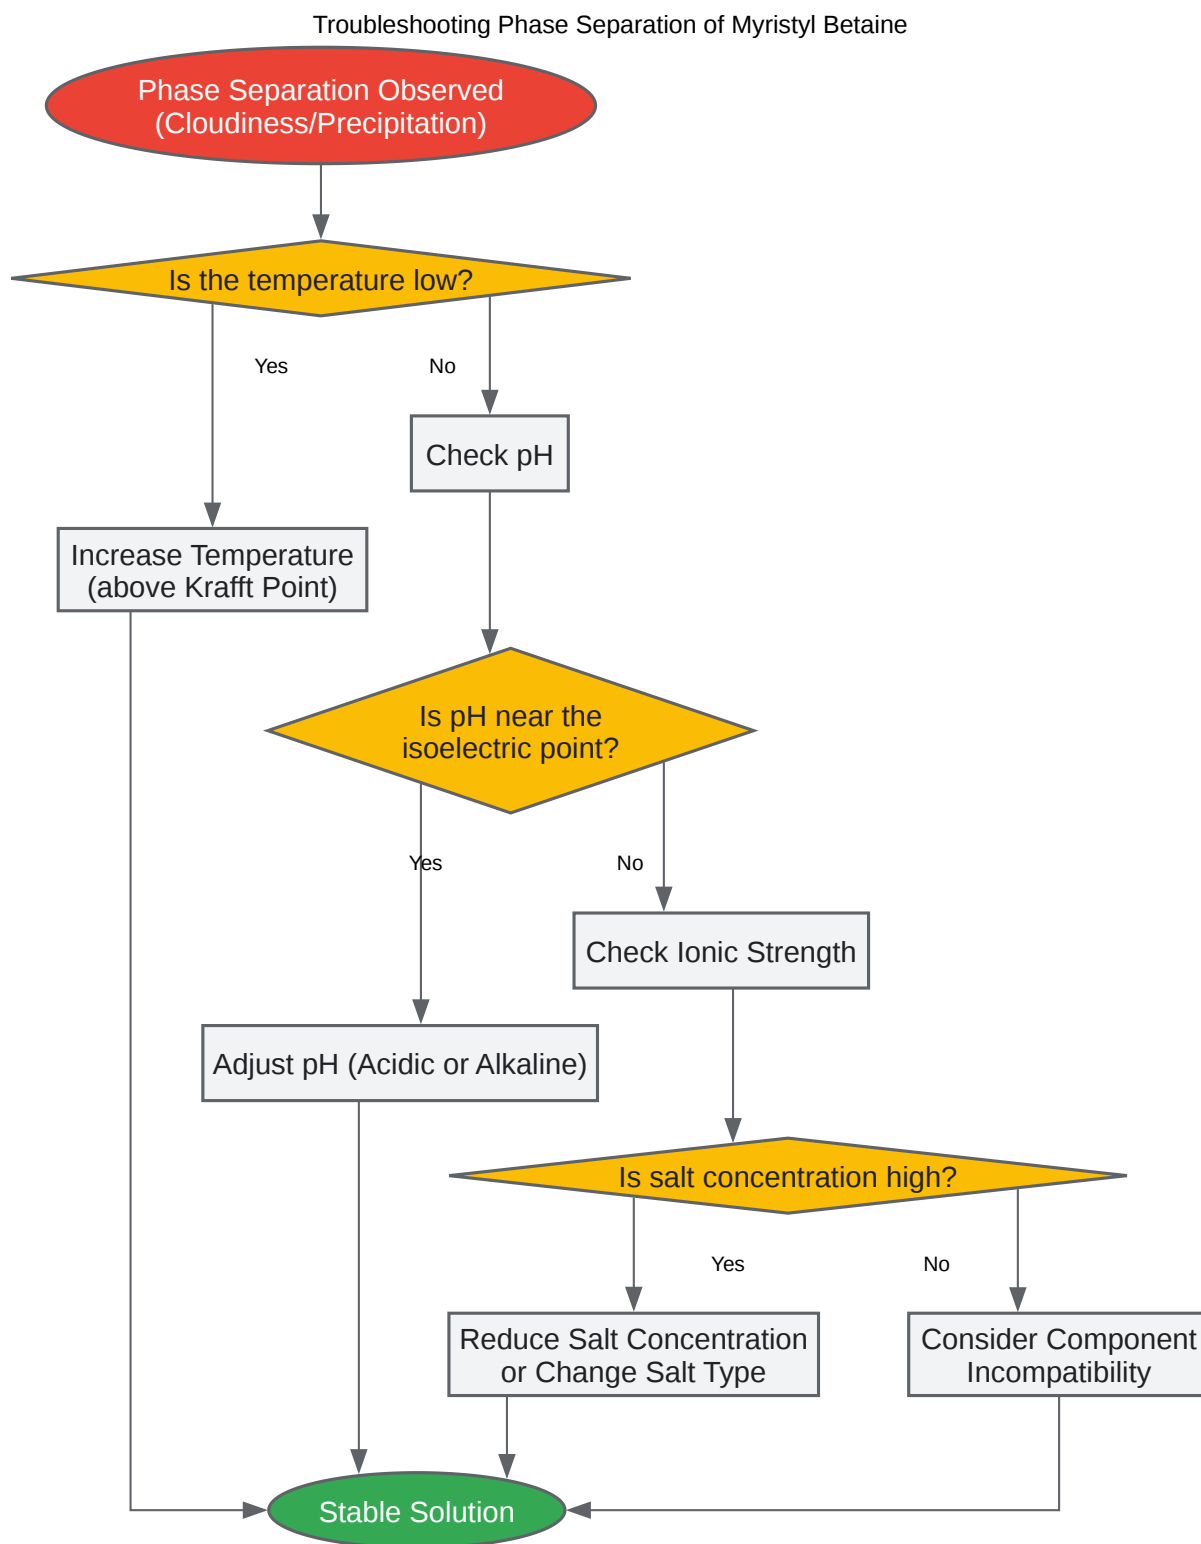 Troubleshooting Phase Separation of Myristyl Betaine
Phase Separation Observed
(Cloudiness/Precipitation)
Is the temperature low?
Yes
No
Check pH
Increase Temperature
(above Krafft Point)
Is pH near the
isoelectric point?
Yes
No
Check Ionic Strength
Adjust pH (Acidic or Alkaline)
Is salt concentration high?
Yes
No
Reduce Salt Concentration
or Change Salt Type
Consider Component
Incompatibility
Stable Solution